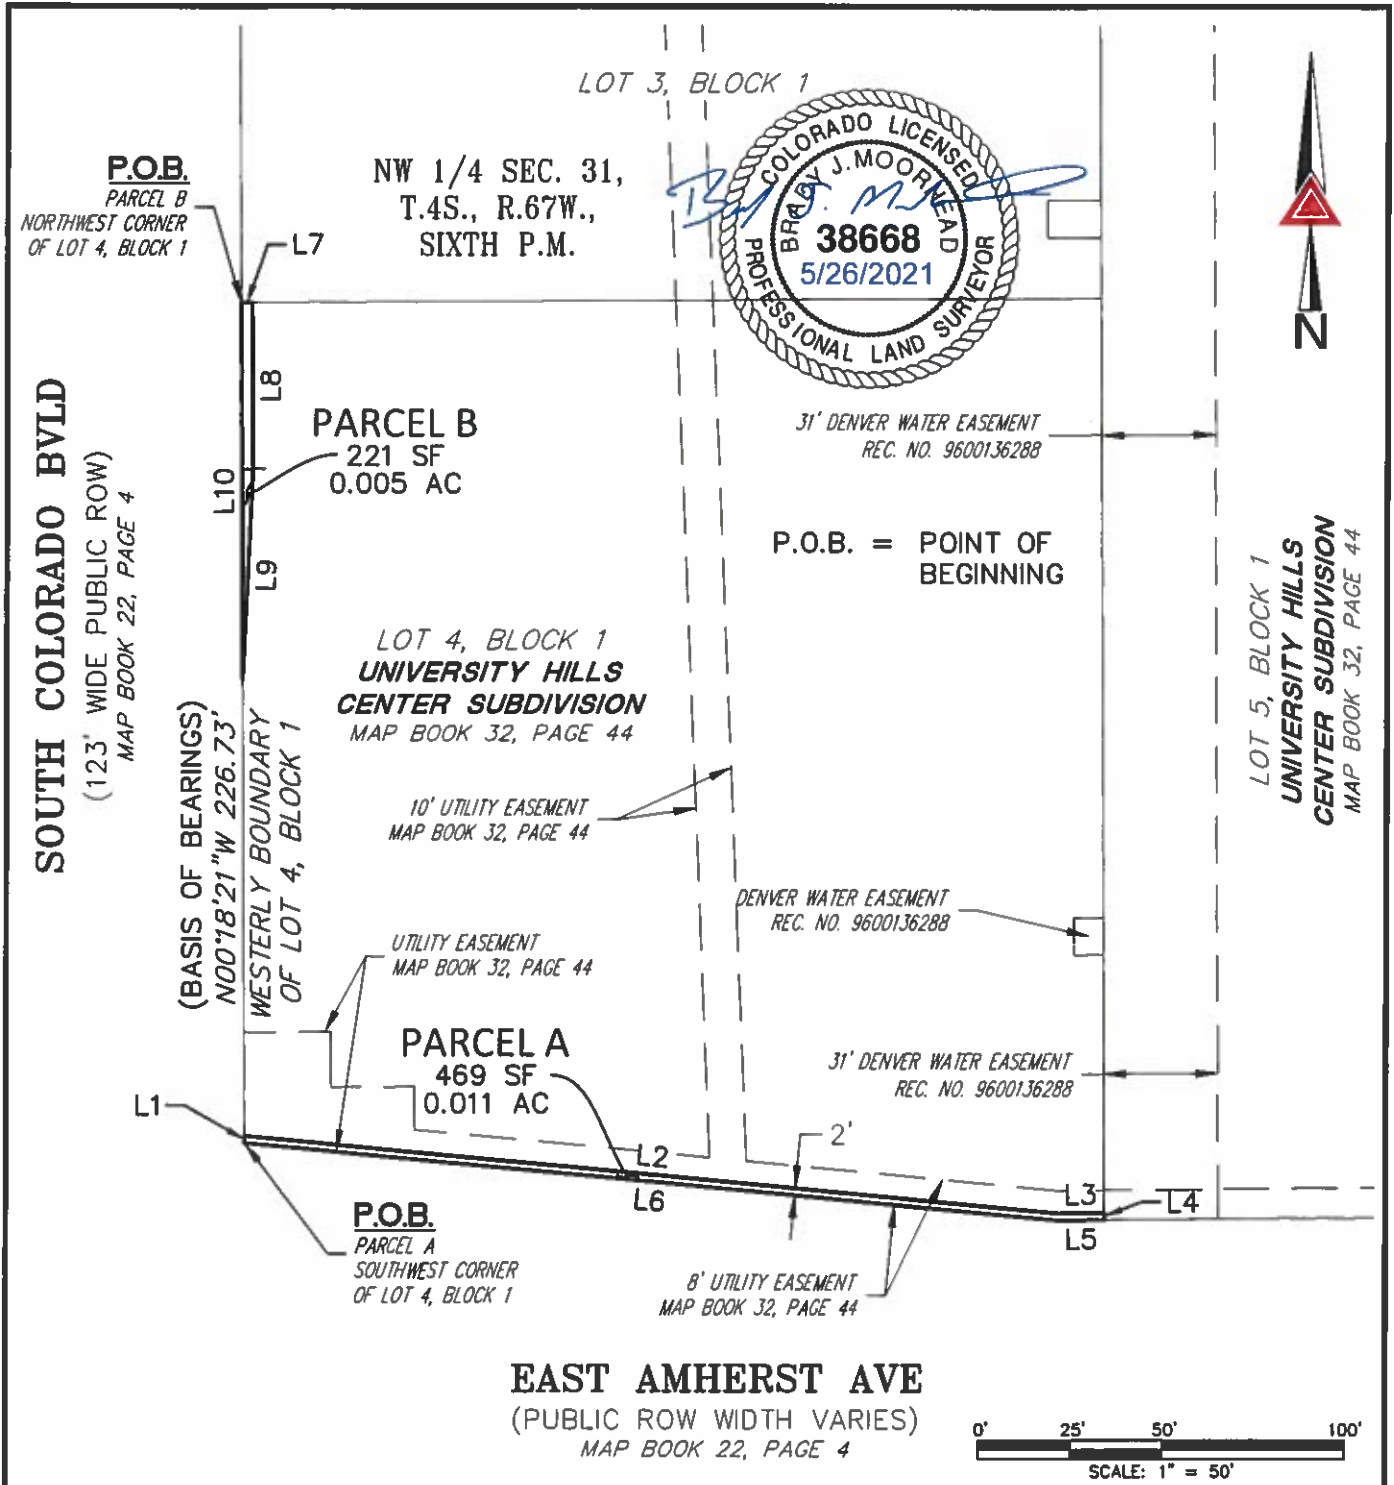 LOT 3, BLOCK 1
P.O.B.
PARCEL B
NORTHWEST CORNER
OF LOT 4, BLOCK 1
L7
NW 1/4 SEC. 31,
T.4S., R.67W.,
SIXTH P.M.
COLORADO LICENSED
BRADY J. MOORHEAD
38668
5/26/2021
PROFESSIONAL LAND SURVEYOR
N
SOUTH COLORADO BVLD
(123' WIDE PUBLIC ROW)
MAP BOOK 22, PAGE 4
L8
PARCEL B
221 SF
0.005 AC
L10
L9
31' DENVER WATER EASEMENT
REC. NO. 9600136288
P.O.B. = POINT OF
BEGINNING
LOT 5, BLOCK 1
UNIVERSITY HILLS
CENTER SUBDIVISION
MAP BOOK 32, PAGE 44
LOT 4, BLOCK 1
UNIVERSITY HILLS
CENTER SUBDIVISION
MAP BOOK 32, PAGE 44
(BASIS OF BEARINGS)
N00°18'21"W 226.73'
WESTERLY BOUNDARY
OF LOT 4, BLOCK 1
10' UTILITY EASEMENT
MAP BOOK 32, PAGE 44
DENVER WATER EASEMENT
REC. NO. 9600136288
UTILITY EASEMENT
MAP BOOK 32, PAGE 44
PARCEL A
469 SF
0.011 AC
31' DENVER WATER EASEMENT
REC. NO. 9600136288
L1
2'
L2
L6
L3
L4
L5
P.O.B.
PARCEL A
SOUTHWEST CORNER
OF LOT 4, BLOCK 1
8' UTILITY EASEMENT
MAP BOOK 32, PAGE 44
EAST AMHERST AVE
(PUBLIC ROW WIDTH VARIES)
MAP BOOK 22, PAGE 4
0' 25' 50' 100'
SCALE: 1" = 50'